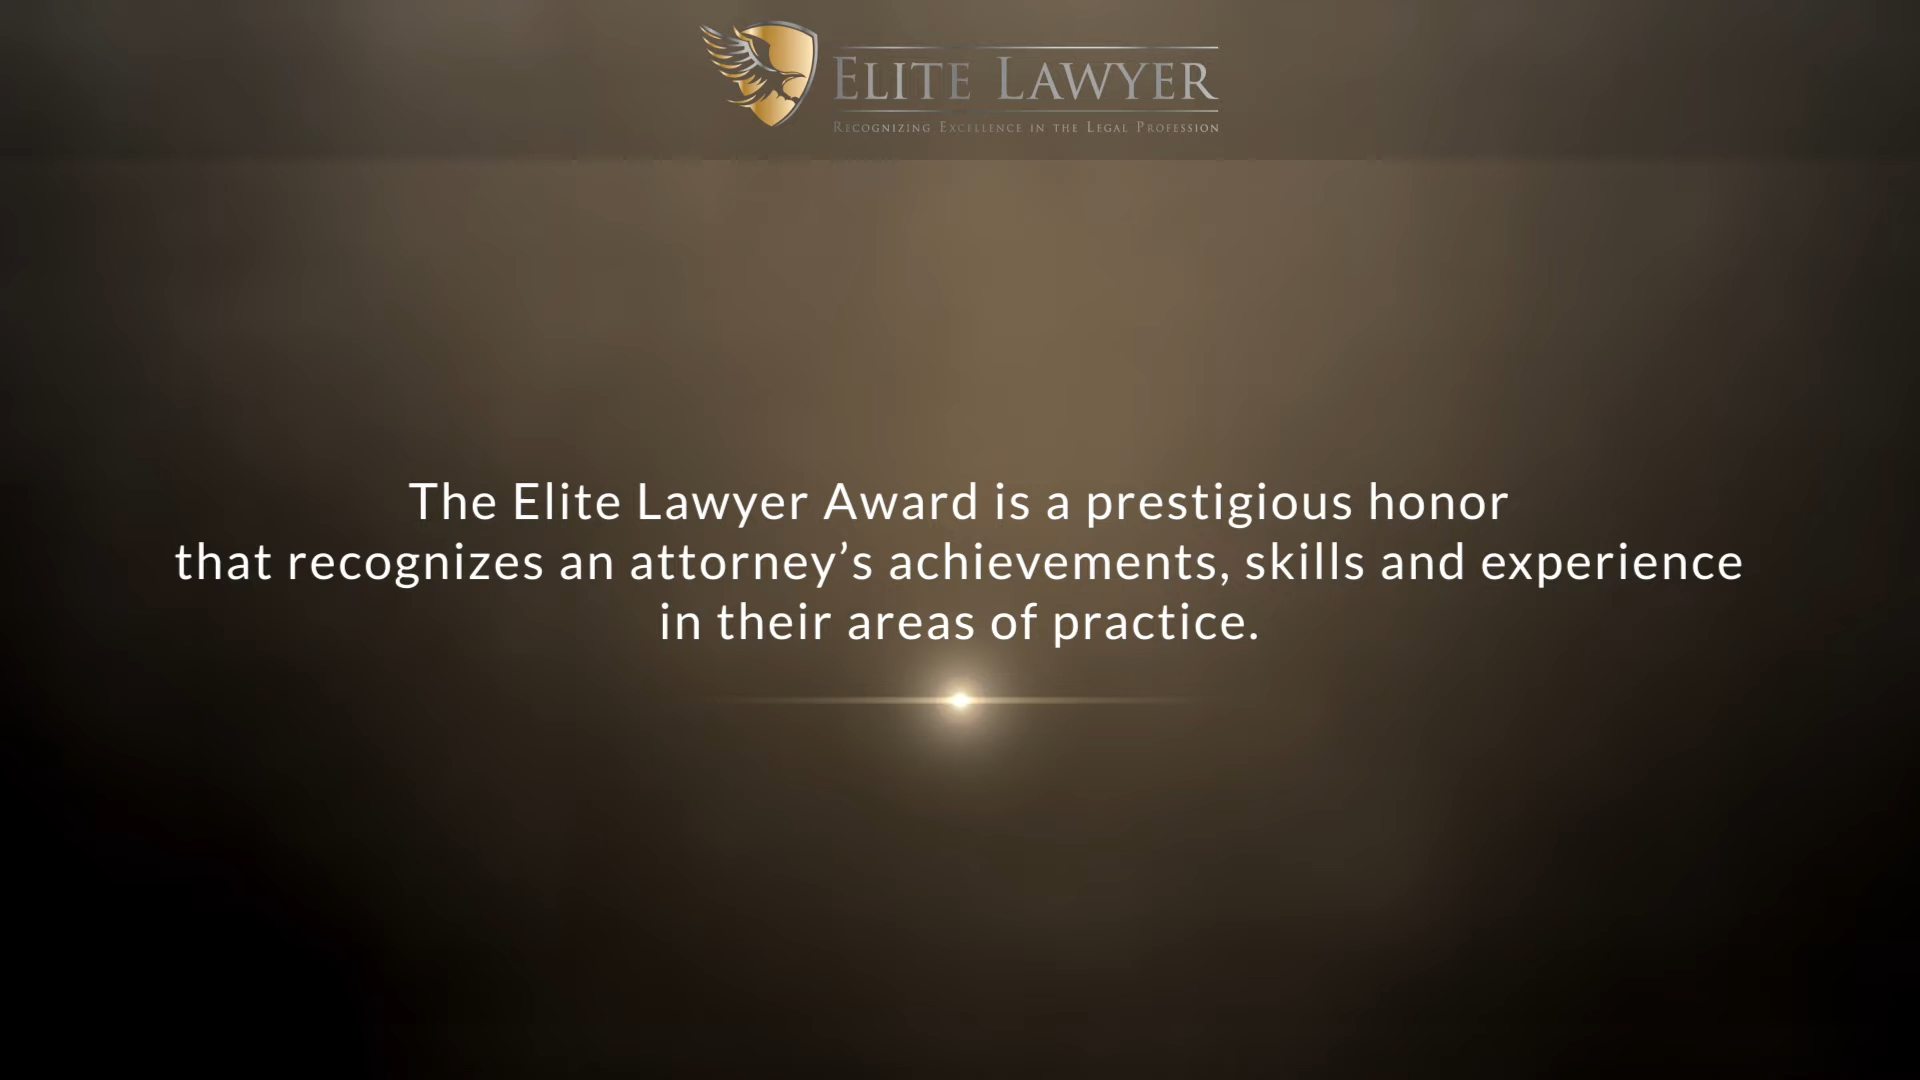 ELITE LAWYER
RECOGNIZING EXCELLENCE IN THE LEGAL PROFESSION
The Elite Lawyer Award is a prestigious honor
that recognizes an attorney’s achievements, skills and experience
in their areas of practice.